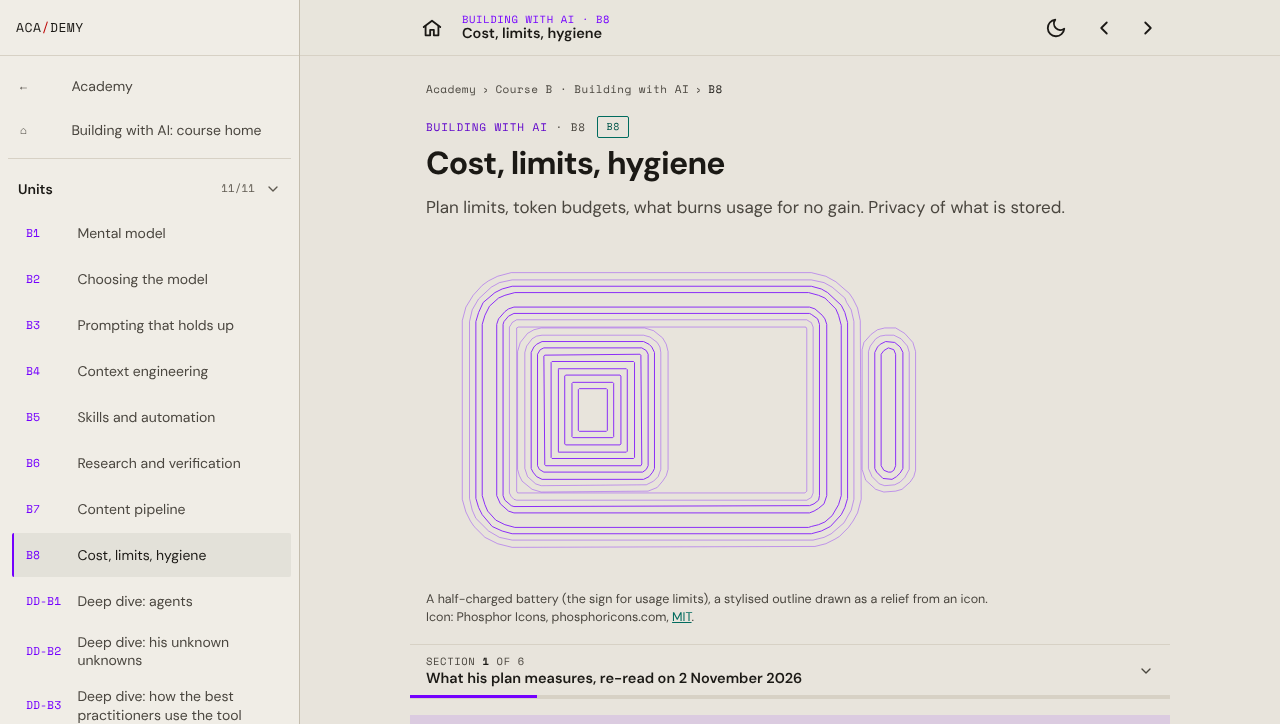 ACA/DEMY
← Academy
⌂ Building with AI: course home
Units 11/11
B1 Mental model
B2 Choosing the model
B3 Prompting that holds up
B4 Context engineering
B5 Skills and automation
B6 Research and verification
B7 Content pipeline
B8 Cost, limits, hygiene
DD-B1 Deep dive: agents
DD-B2 Deep dive: his unknown
unknowns
DD-B3 Deep dive: how the best
practitioners use the tool
BUILDING WITH AI · B8
Cost, limits, hygiene
Academy › Course B · Building with AI › B8
BUILDING WITH AI · B8 B8
Cost, limits, hygiene
Plan limits, token budgets, what burns usage for no gain. Privacy of what is stored.
A half-charged battery (the sign for usage limits), a stylised outline drawn as a relief from an icon.
Icon: Phosphor Icons, phosphoricons.com, MIT.
SECTION 1 OF 6
What his plan measures, re-read on 2 November 2026